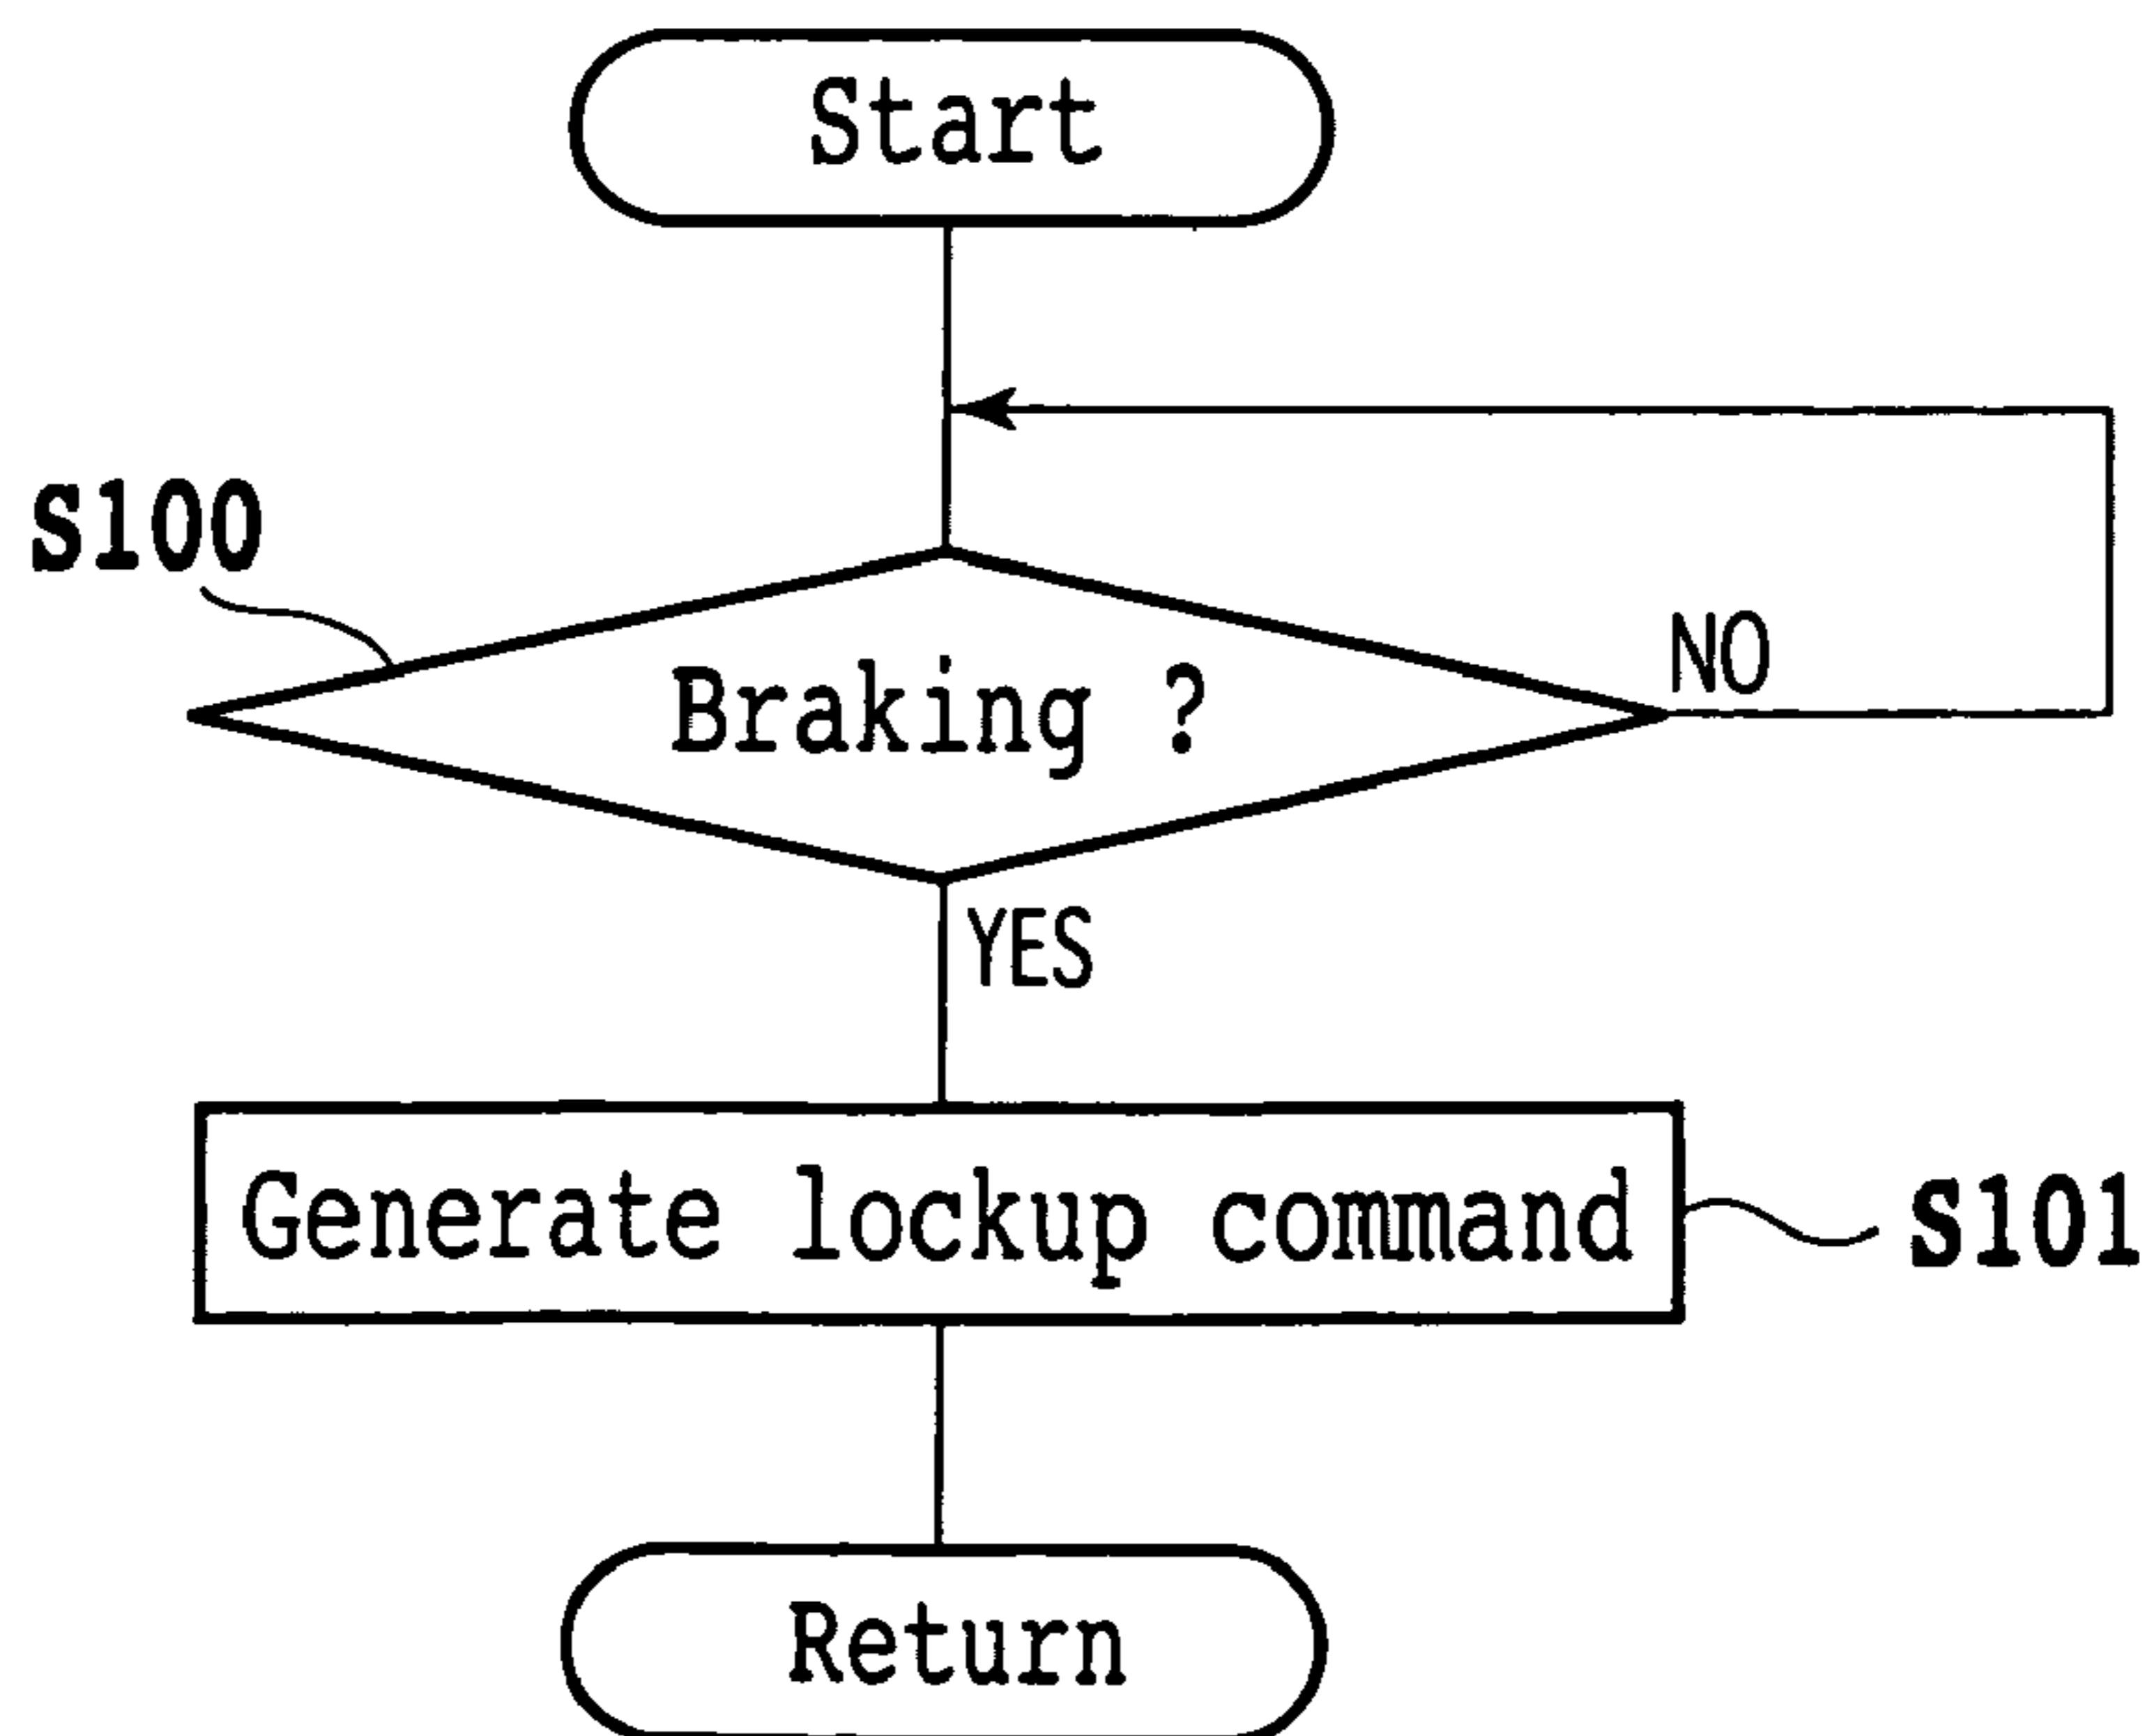 Start
S100
Braking ?
NO
YES
Generate lockup command
S101
Return